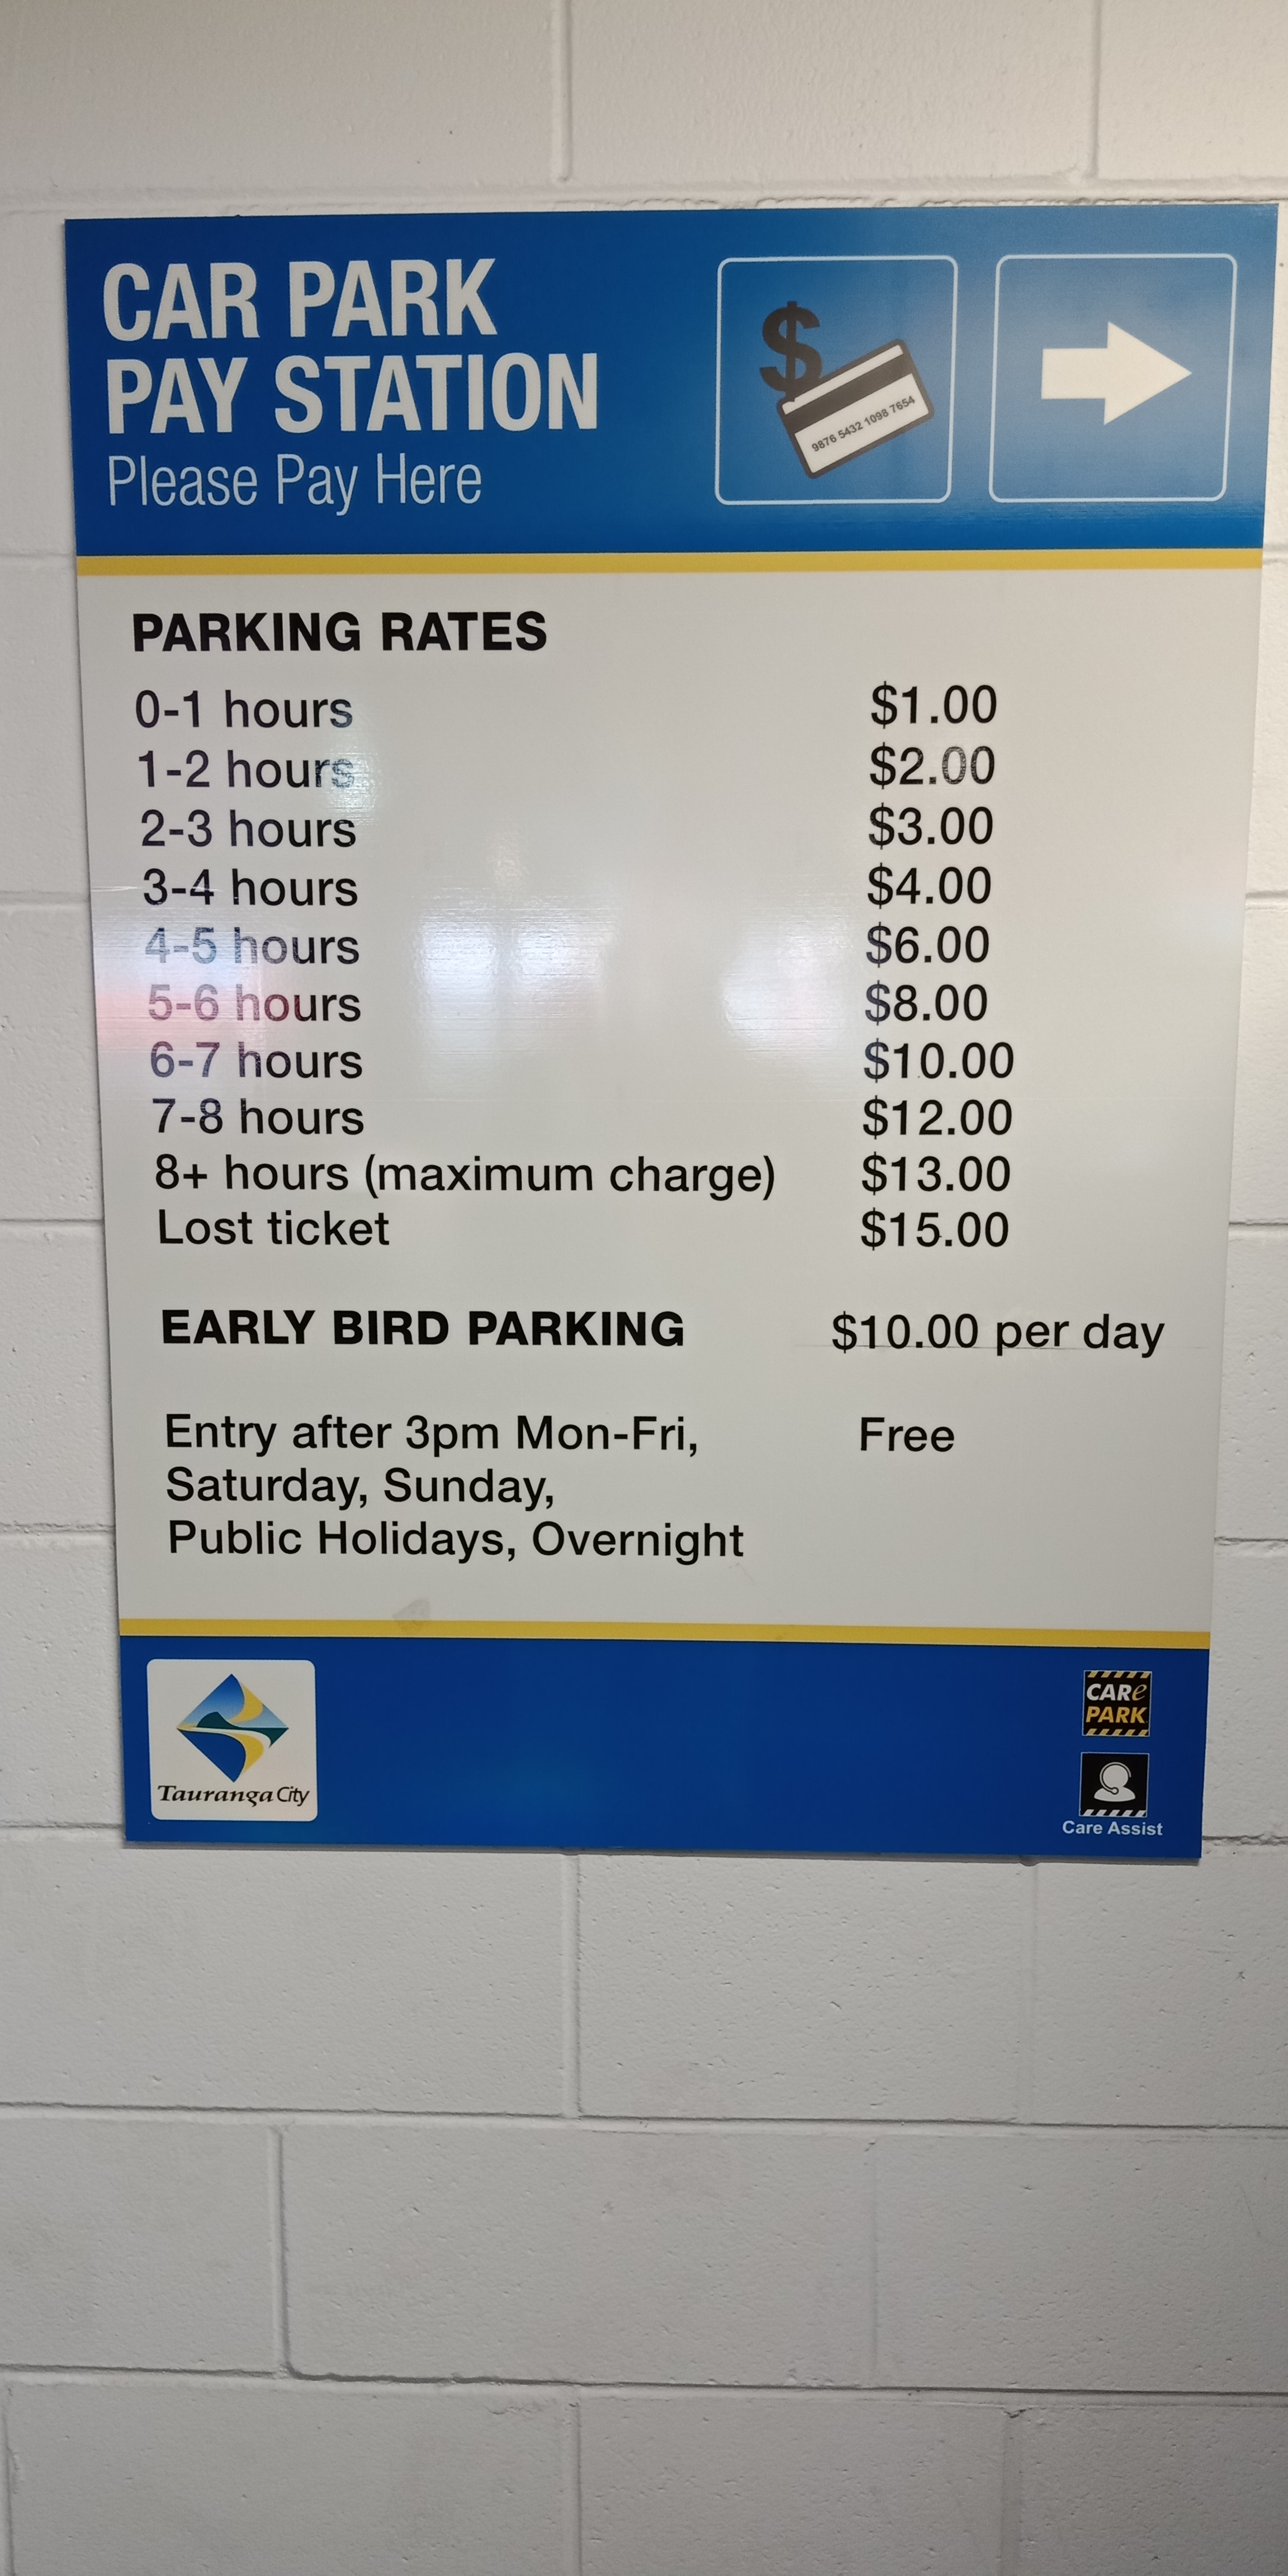 CAR PARK
PAY STATION
Please Pay Here
$
9876 5432 1098 7654
PARKING RATES
0-1 hours $1.00
1-2 hours $2.00
2-3 hours $3.00
3-4 hours $4.00
4-5 hours $6.00
5-6 hours $8.00
6-7 hours $10.00
7-8 hours $12.00
8+ hours (maximum charge) $13.00
Lost ticket $15.00
EARLY BIRD PARKING $10.00 per day
Entry after 3pm Mon-Fri, Free
Saturday, Sunday,
Public Holidays, Overnight
Tauranga City
CARe
PARK
Care Assist